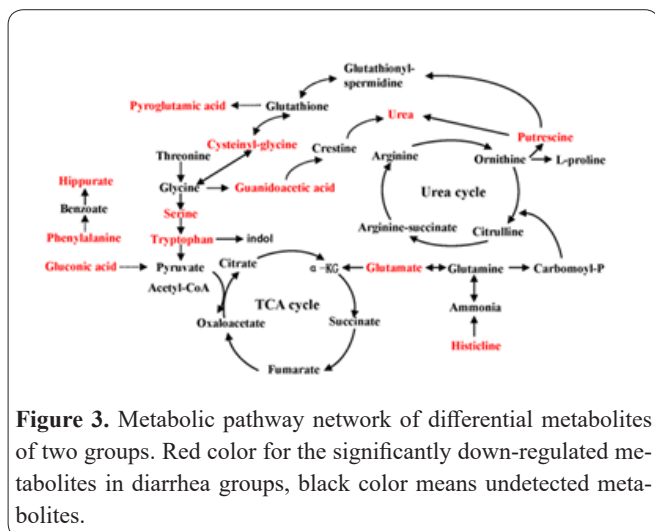 Glutathionyl-
spermidine
Pyroglutamic acid
Glutathione
Urea
Cysteinyl-glycine
Crestine
Putrescine
Threonine
Arginine
Ornithine
L-proline
Hippurate
Glycine
Guanidoacetic acid
Urea cycle
Benzoate
Serine
Arginine-succinate
Citrulline
Phenylalanine
Tryptophan
indol
Gluconic acid
Pyruvate
Citrate
α-KG
Glutamate
Glutamine
Carbomoyl-P
Acetyl-CoA
TCA cycle
Ammonia
Oxaloacetate
Succinate
Histicline
Fumarate
Figure 3. Metabolic pathway network of differential metabolites
of two groups. Red color for the significantly down-regulated me-
tabolites in diarrhea groups, black color means undetected meta-
bolites.